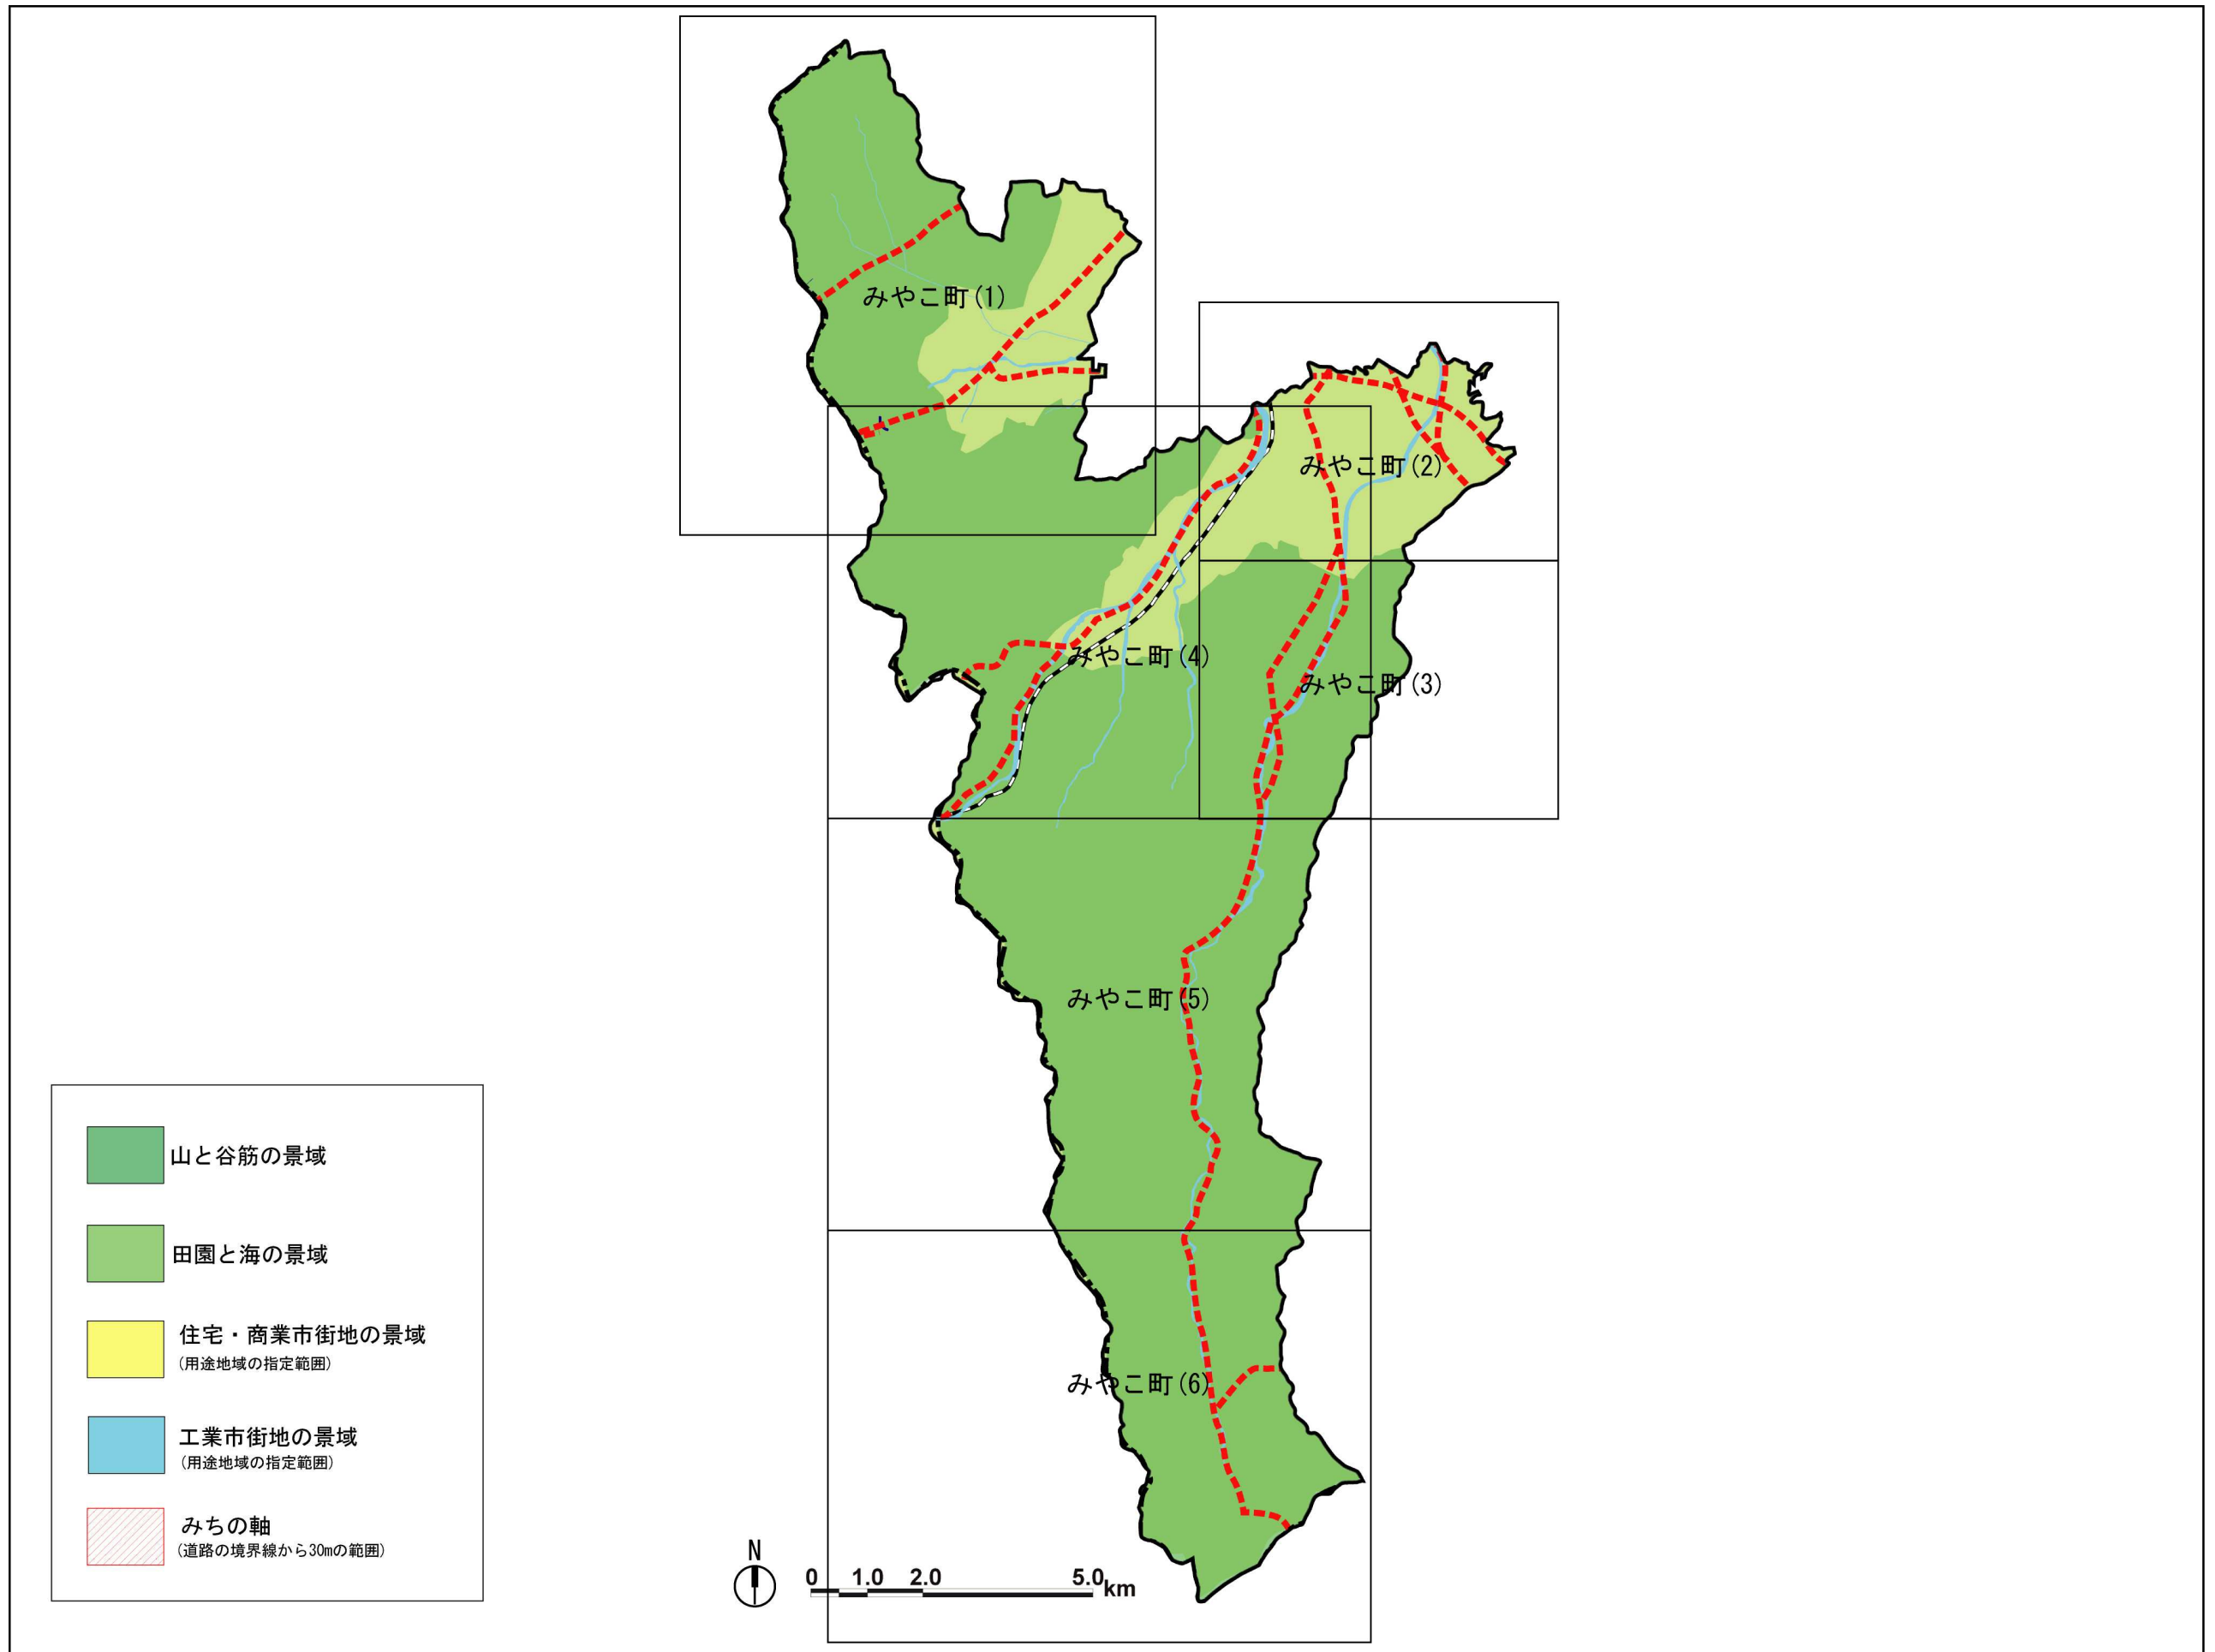 みやこ町(1)
みやこ町(2)
みやこ町(4)
みやこ町(3)
みやこ町(5)
みやこ町(6)
山と谷筋の景域
田園と海の景域
住宅・商業市街地の景域
(用途地域の指定範囲)
工業市街地の景域
(用途地域の指定範囲)
みちの軸
(道路の境界線から30mの範囲)
N
0 1.0 2.0 5.0km